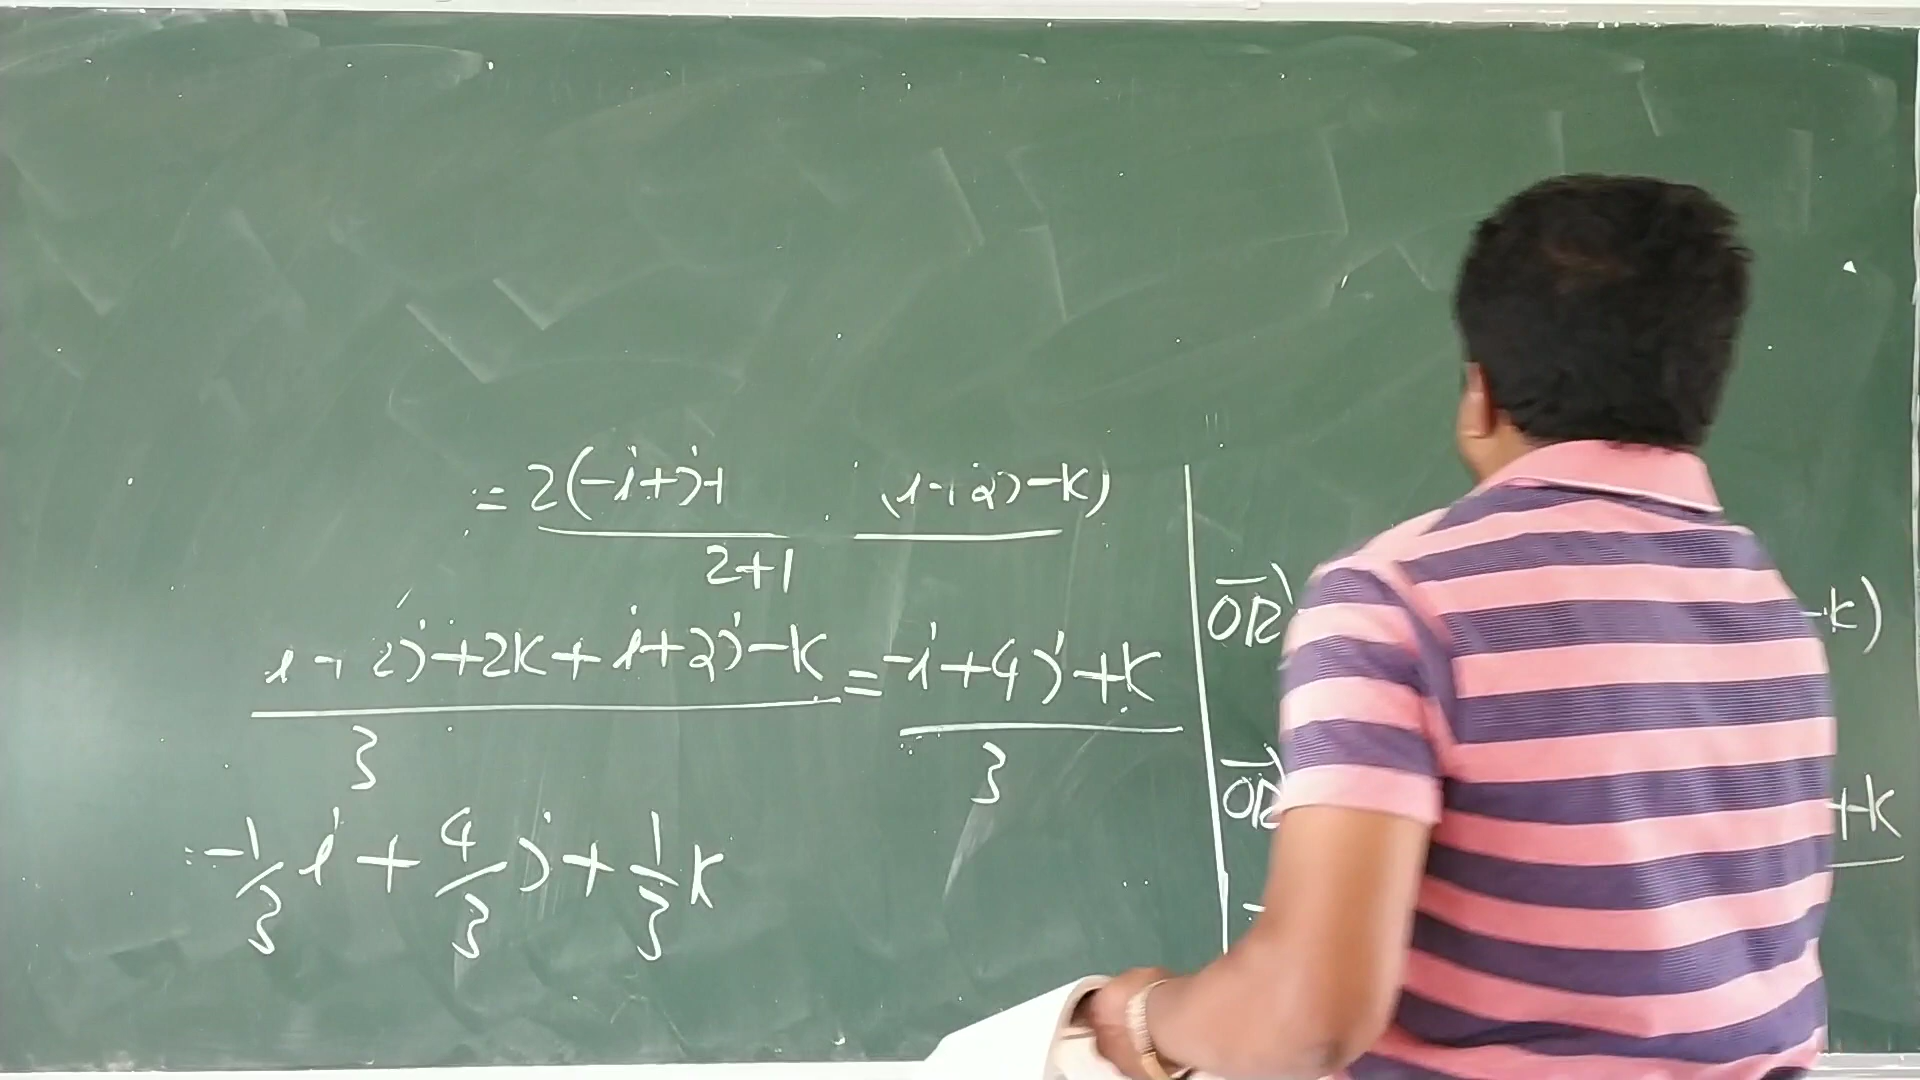 = 2(-i+j+ i+2j-k)
2+1
i+2j+2k+i+2j-k = -i+4j+k
3 3
= -1/3 i + 4/3 j + 1/3 k
OR -k)
OR +k